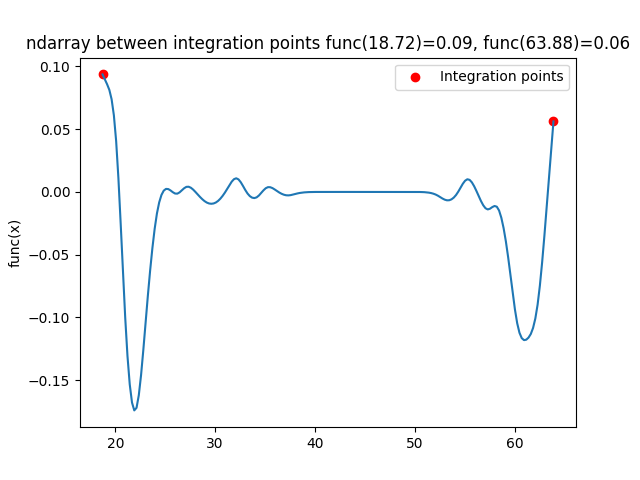 ndarray between integration points func(18.72)=0.09, func(63.88)=0.06
Integration points
func(x)
0.10
0.05
0.00
−0.05
−0.10
−0.15
20 30 40 50 60